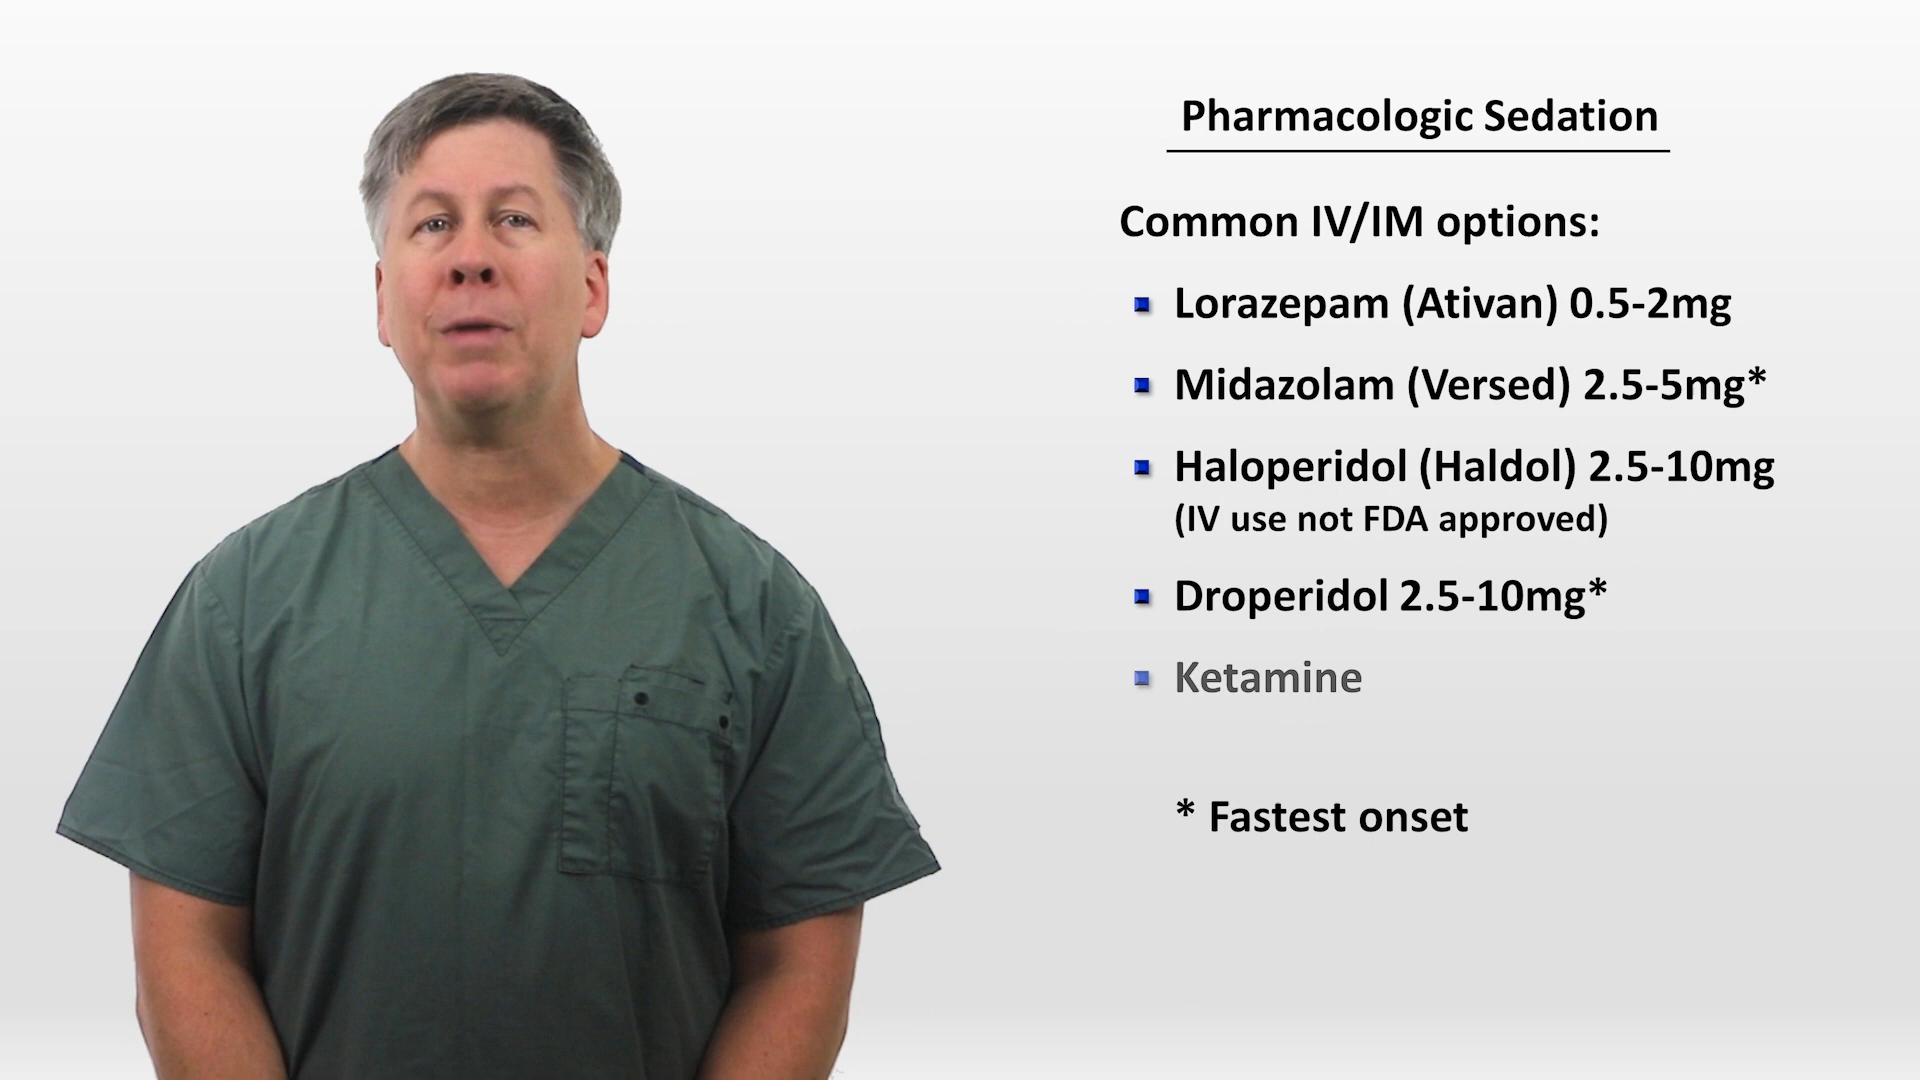 Pharmacologic Sedation
Common IV/IM options:
Lorazepam (Ativan) 0.5-2mg
Midazolam (Versed) 2.5-5mg*
Haloperidol (Haldol) 2.5-10mg
(IV use not FDA approved)
Droperidol 2.5-10mg*
Ketamine
* Fastest onset